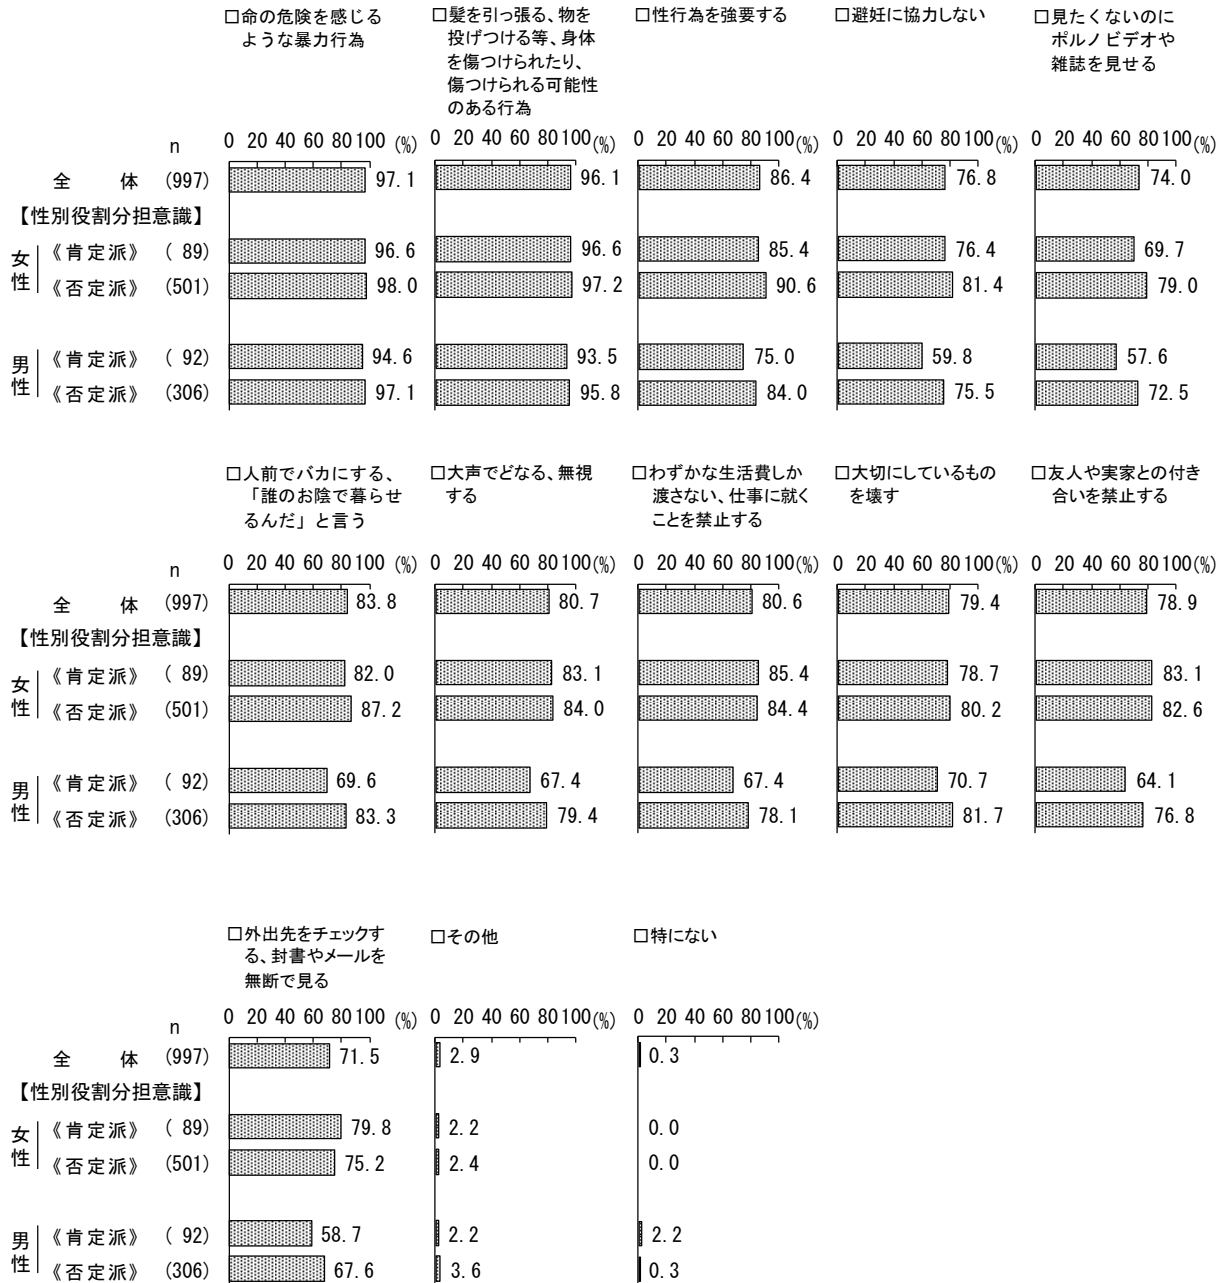 □命の危険を感じる
ような暴力行為
□髪を引っ張る、物を
投げつける等、身体
を傷つけられたり、
傷つけられる可能性
のある行為
□性行為を強要する
□避妊に協力しない
□見たくないのに
ポルノビデオや
雑誌を見せる
n 0 20 40 60 80 100 (%) 0 20 40 60 80 100 (%) 0 20 40 60 80 100 (%) 0 20 40 60 80 100 (%) 0 20 40 60 80 100 (%)
全 体 (997) 97.1 96.1 86.4 76.8 74.0
【性別役割分担意識】
女性 《肯定派》 ( 89) 96.6 96.6 85.4 76.4 69.7
《否定派》 (501) 98.0 97.2 90.6 81.4 79.0
男性 《肯定派》 ( 92) 94.6 93.5 75.0 59.8 57.6
《否定派》 (306) 97.1 95.8 84.0 75.5 72.5
□人前でバカにする、
「誰のお陰で暮らせ
るんだ」と言う
□大声でどなる、無視
する
□わずかな生活費しか
渡さない、仕事に就く
ことを禁止する
□大切にしているもの
を壊す
□友人や実家との付き
合いを禁止する
n 0 20 40 60 80 100 (%) 0 20 40 60 80 100 (%) 0 20 40 60 80 100 (%) 0 20 40 60 80 100 (%) 0 20 40 60 80 100 (%)
全 体 (997) 83.8 80.7 80.6 79.4 78.9
【性別役割分担意識】
女性 《肯定派》 ( 89) 82.0 83.1 85.4 78.7 83.1
《否定派》 (501) 87.2 84.0 84.4 80.2 82.6
男性 《肯定派》 ( 92) 69.6 67.4 67.4 70.7 64.1
《否定派》 (306) 83.3 79.4 78.1 81.7 76.8
□外出先をチェックす
る、封書やメールを
無断で見る
□その他
□特にない
n 0 20 40 60 80 100 (%) 0 20 40 60 80 100 (%) 0 20 40 60 80 100 (%)
全 体 (997) 71.5 2.9 0.3
【性別役割分担意識】
女性 《肯定派》 ( 89) 79.8 2.2 0.0
《否定派》 (501) 75.2 2.4 0.0
男性 《肯定派》 ( 92) 58.7 2.2 2.2
《否定派》 (306) 67.6 3.6 0.3